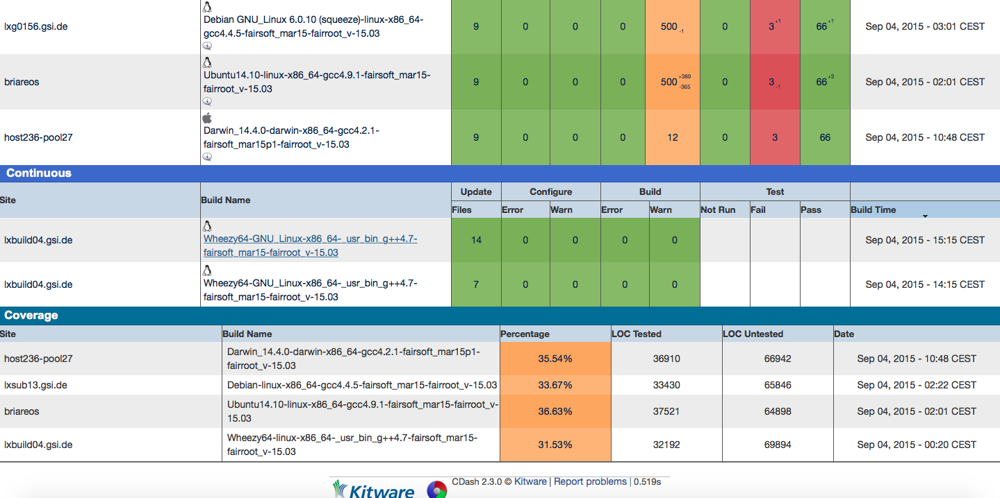 Debian GNU_Linux 6.0.10 (squeeze)-linux-x86_64-
lxg0156.gsi.de gcc4.4.5-fairsoft_mar15-fairroot_v-15.03 9 0 0 0 500 -1 0 3 +1 66 +1 Sep 04, 2015 - 03:01 CEST
Ubuntu14.10-linux-x86_64-gcc4.9.1-fairsoft_mar15-
briareos fairroot_v-15.03 9 0 0 0 500 +389 -365 0 3 -1 66 +3 Sep 04, 2015 - 02:01 CEST
Darwin_14.4.0-darwin-x86_64-gcc4.2.1-
host236-pool27 fairsoft_mar15p1-fairroot_v-15.03 9 0 0 0 12 0 3 66 Sep 04, 2015 - 10:48 CEST
Continuous
Site Build Name Update Configure Build Test
Files Error Warn Error Warn Not Run Fail Pass Build Time
Wheezy64-GNU_Linux-x86_64-_usr_bin_g++4.7-
lxbuild04.gsi.de fairsoft_mar15-fairroot_v-15.03 14 0 0 0 0 Sep 04, 2015 - 15:15 CEST
Wheezy64-GNU_Linux-x86_64-_usr_bin_g++4.7-
lxbuild04.gsi.de fairsoft_mar15-fairroot_v-15.03 7 0 0 0 0 Sep 04, 2015 - 14:15 CEST
Coverage
Site Build Name Percentage LOC Tested LOC Untested Date
Darwin_14.4.0-darwin-x86_64-gcc4.2.1-fairsoft_mar15p1-
host236-pool27 fairroot_v-15.03 35.54% 36910 66942 Sep 04, 2015 - 10:48 CEST
lxsub13.gsi.de Debian-linux-x86_64-gcc4.4.5-fairsoft_mar15-fairroot_v-15.03 33.67% 33430 65846 Sep 04, 2015 - 02:22 CEST
Ubuntu14.10-linux-x86_64-gcc4.9.1-fairsoft_mar15-fairroot_v-
briareos 15.03 36.63% 37521 64898 Sep 04, 2015 - 02:01 CEST
Wheezy64-linux-x86_64-_usr_bin_g++4.7-fairsoft_mar15-
lxbuild04.gsi.de fairroot_v-15.03 31.53% 32192 69894 Sep 04, 2015 - 00:20 CEST
Kitware CDash 2.3.0 © Kitware | Report problems | 0.519s